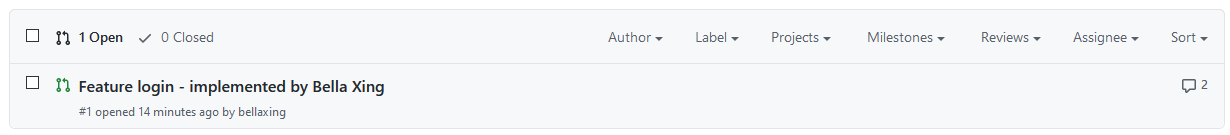 1 Open 0 Closed Author Label Projects Milestones Reviews Assignee Sort
Feature login - implemented by Bella Xing 2
#1 opened 14 minutes ago by bellaxing